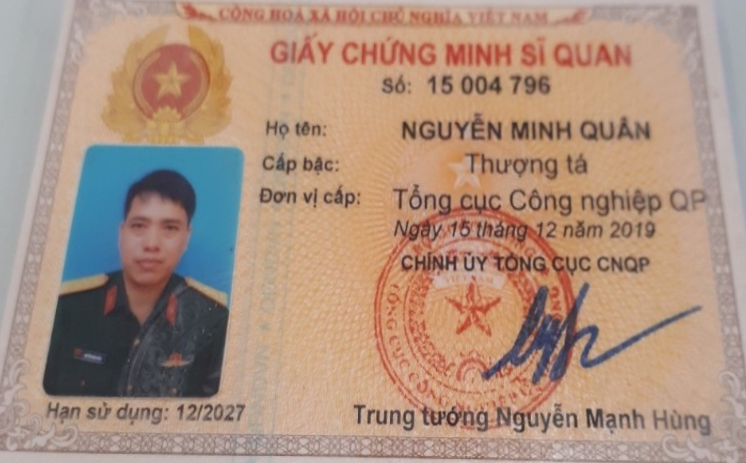 CỘNG HOÀ XÃ HỘI CHỦ NGHĨA VIỆT NAM
GIẤY CHỨNG MINH SĨ QUAN
Số: 15 004 796
Họ tên: NGUYỄN MINH QUÂN
Cấp bậc: Thượng tá
Đơn vị cấp: Tổng cục Công nghiệp QP
Ngày 15 tháng 12 năm 2019
CHÍNH ỦY TỔNG CỤC CNQP
Hạn sử dụng: 12/2027
Trung tướng Nguyễn Mạnh Hùng